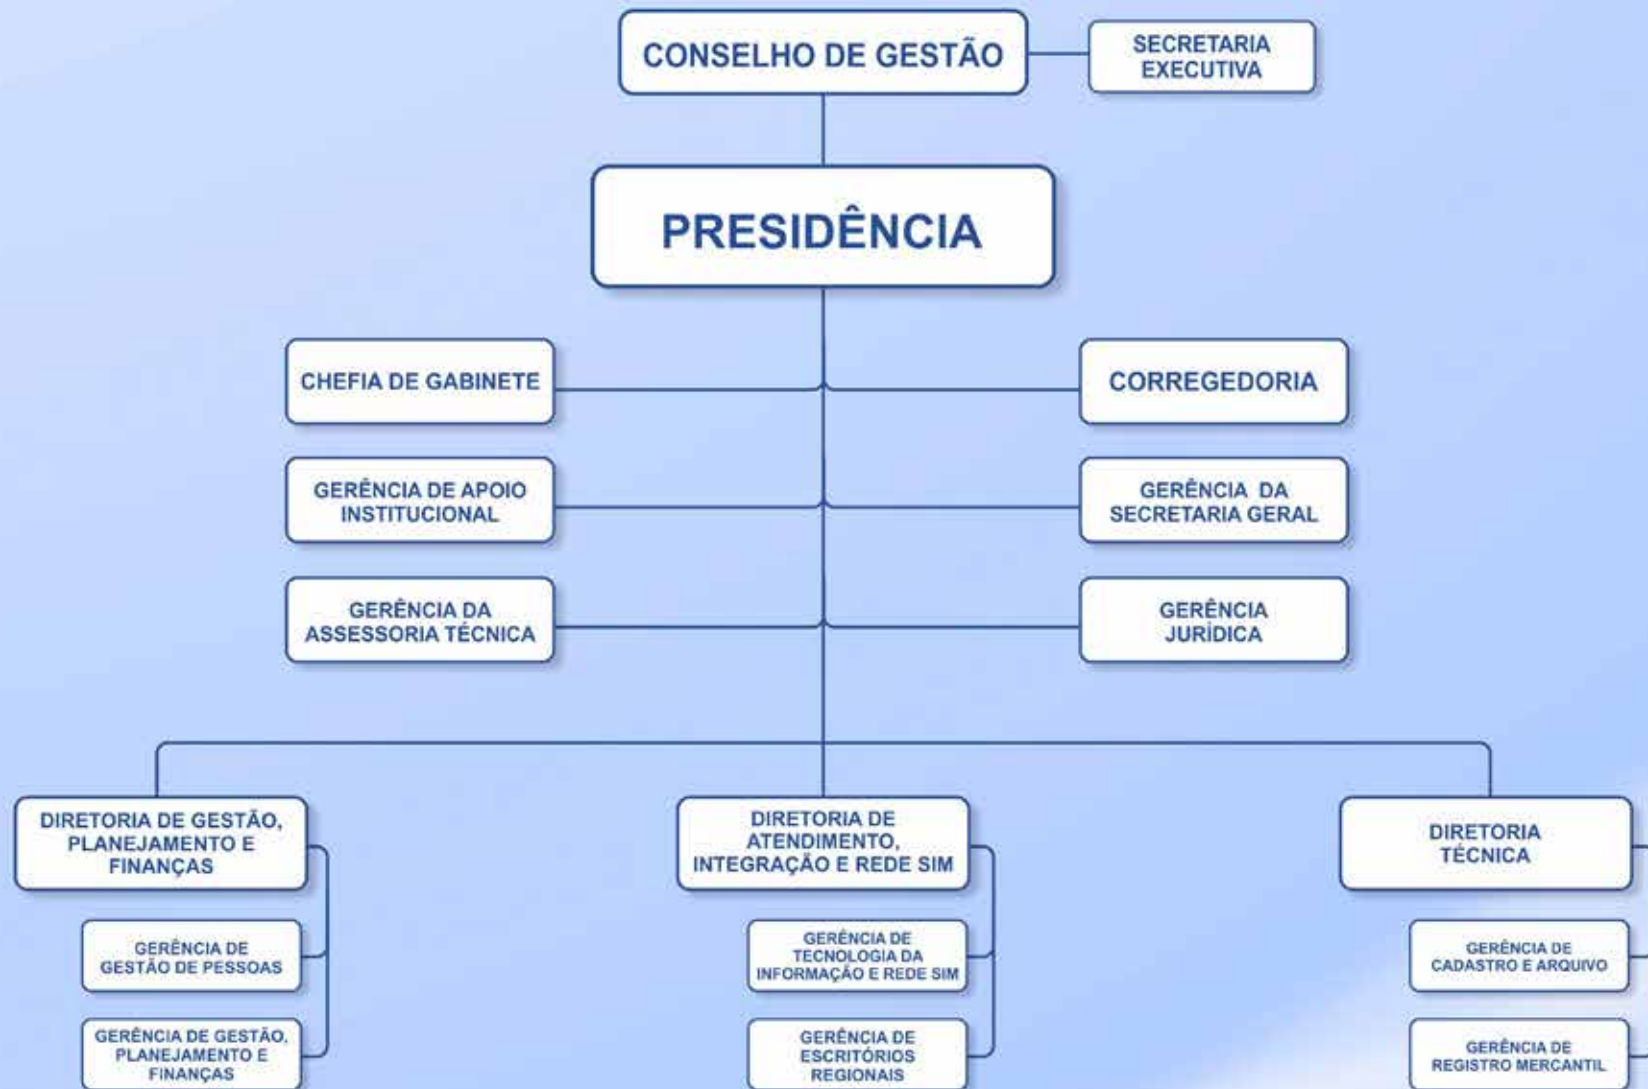 CONSELHO DE GESTÃO
SECRETARIA
EXECUTIVA
PRESIDÊNCIA
CHEFIA DE GABINETE
CORREGEDORIA
GERÊNCIA DE APOIO
INSTITUCIONAL
GERÊNCIA DA
SECRETARIA GERAL
GERÊNCIA DA
ASSESSORIA TÉCNICA
GERÊNCIA
JURÍDICA
DIRETORIA DE GESTÃO,
PLANEJAMENTO E
FINANÇAS
DIRETORIA DE
ATENDIMENTO,
INTEGRAÇÃO E REDE SIM
DIRETORIA
TÉCNICA
GERÊNCIA DE
GESTÃO DE PESSOAS
GERÊNCIA DE
TECNOLOGIA DA
INFORMAÇÃO E REDE SIM
GERÊNCIA DE
CADASTRO E ARQUIVO
GERÊNCIA DE GESTÃO,
PLANEJAMENTO E
FINANÇAS
GERÊNCIA DE
ESCRITÓRIOS
REGIONAIS
GERÊNCIA DE
REGISTRO MERCANTIL